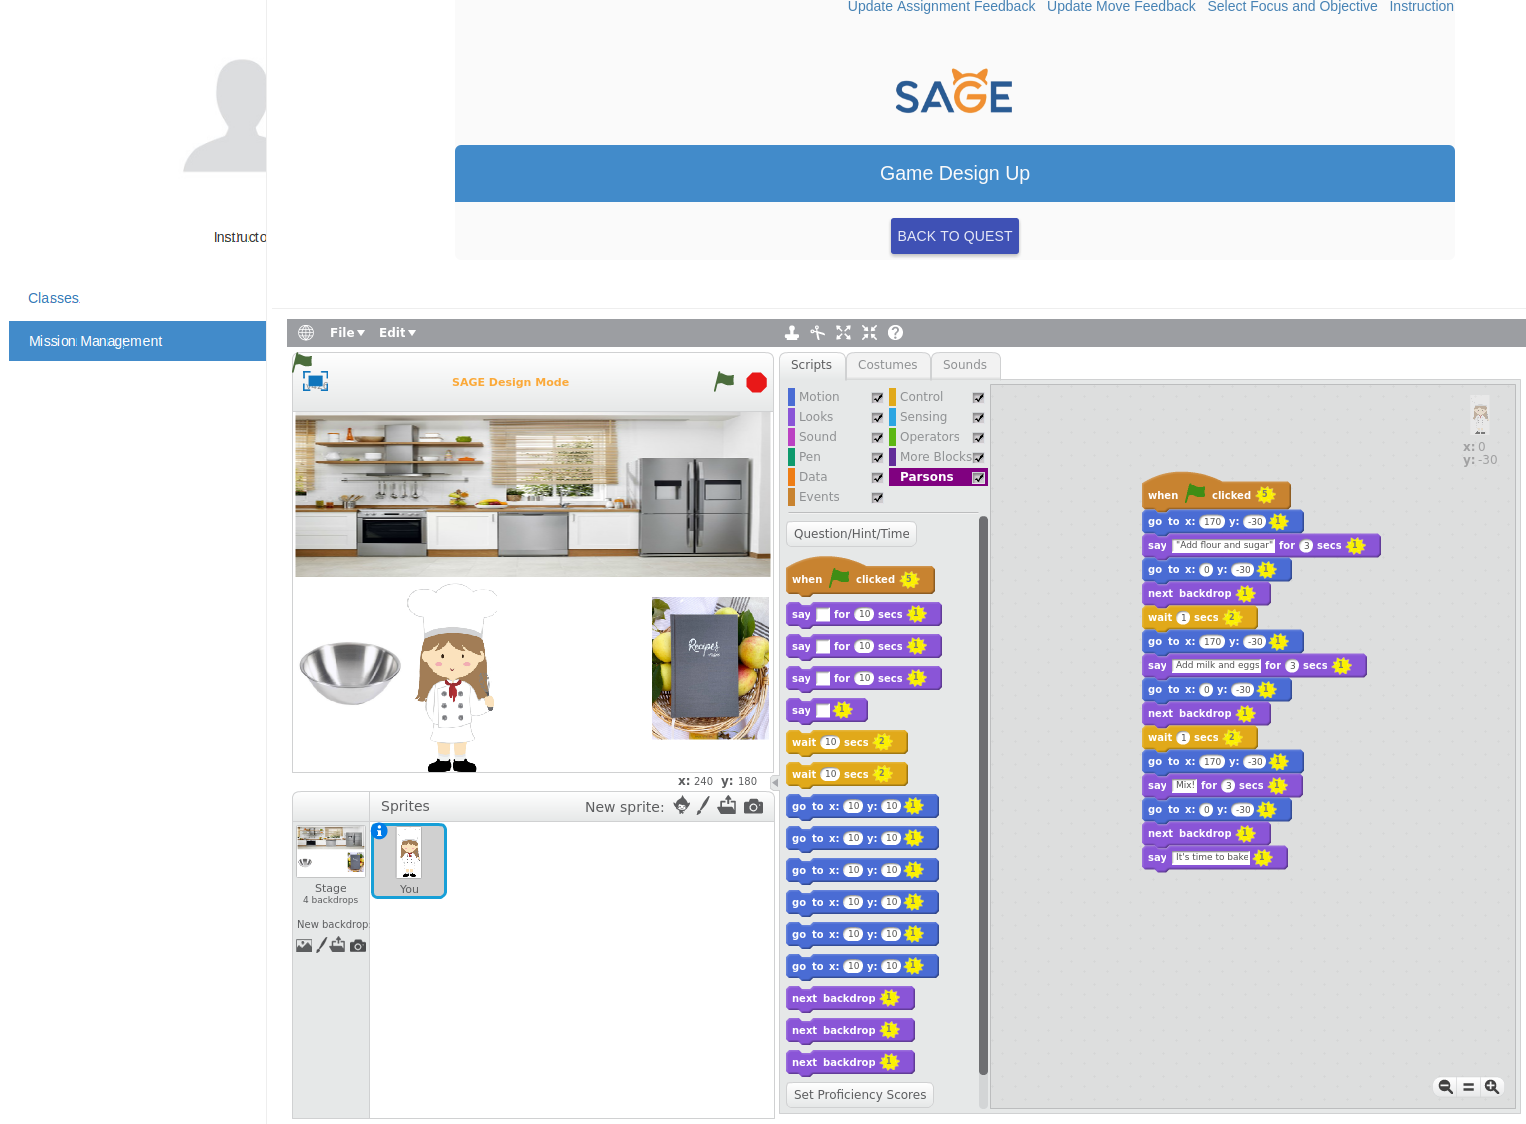 Update Assignment Feedback Update Move Feedback Select Focus and Objective Instruction
SAGE
Instructo
Game Design Up
BACK TO QUEST
Classes
Mission Management
File Edit
SAGE Design Mode
Recipes
x: 240 y: 180
Sprites New sprite:
Stage
4 backdrops
New backdrop
You
Scripts Costumes Sounds
Motion Control
Looks Sensing
Sound Operators
Pen More Blocks
Data Parsons
Events
Question/Hint/Time
when clicked 5
say for 10 secs 1
say for 10 secs 1
say for 10 secs 1
say 1
wait 10 secs 2
wait 10 secs 2
go to x: 10 y: 10 1
go to x: 10 y: 10 1
go to x: 10 y: 10 1
go to x: 10 y: 10 1
go to x: 10 y: 10 1
go to x: 10 y: 10 1
next backdrop 1
next backdrop 1
next backdrop 1
Set Proficiency Scores
x: 0
y: -30
when clicked 5
go to x: 170 y: -30 1
say "Add flour and sugar" for 3 secs 1
go to x: 0 y: -30 1
next backdrop 1
wait 1 secs 2
go to x: 170 y: -30 1
say Add milk and eggs for 3 secs 1
go to x: 0 y: -30 1
next backdrop 1
wait 1 secs 2
go to x: 170 y: -30 1
say Mix! for 3 secs 1
go to x: 0 y: -30 1
next backdrop 1
say It's time to bake 1